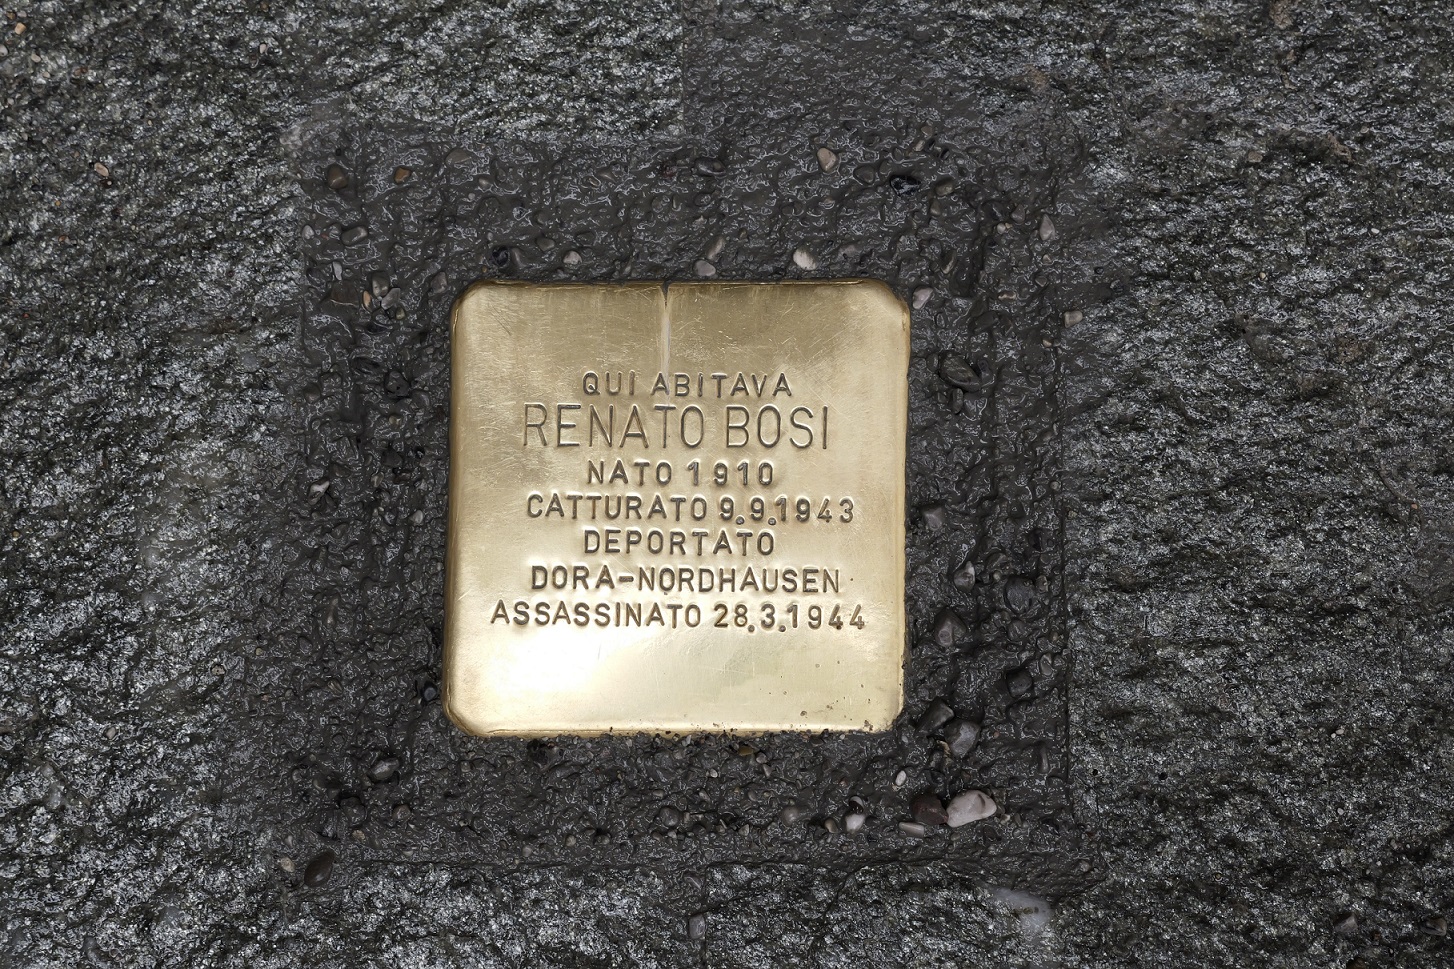 QUI ABITAVA
RENATO BOSI
NATO 1910
CATTURATO 9.9.1943
DEPORTATO
DORA-NORDHAUSEN
ASSASSINATO 28.3.1944